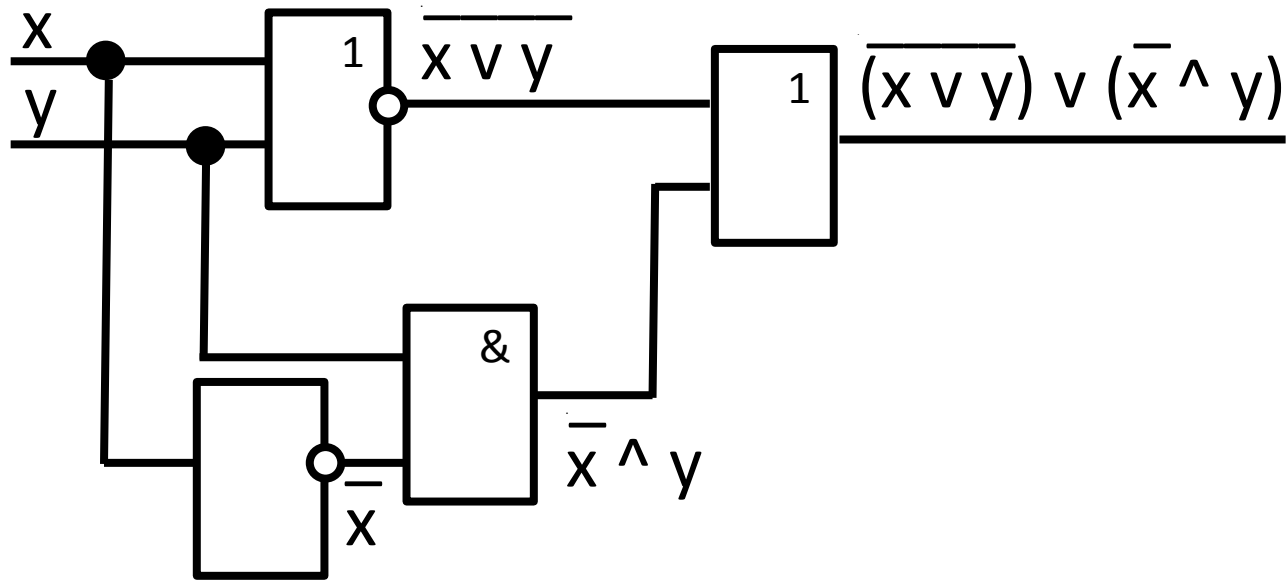 x
y
1
x̅ ̅v̅ ̅y̅
1
(x̅ ̅v̅ ̅y̅) v (x̅ ^ y)
&
x̅ ^ y
x̅